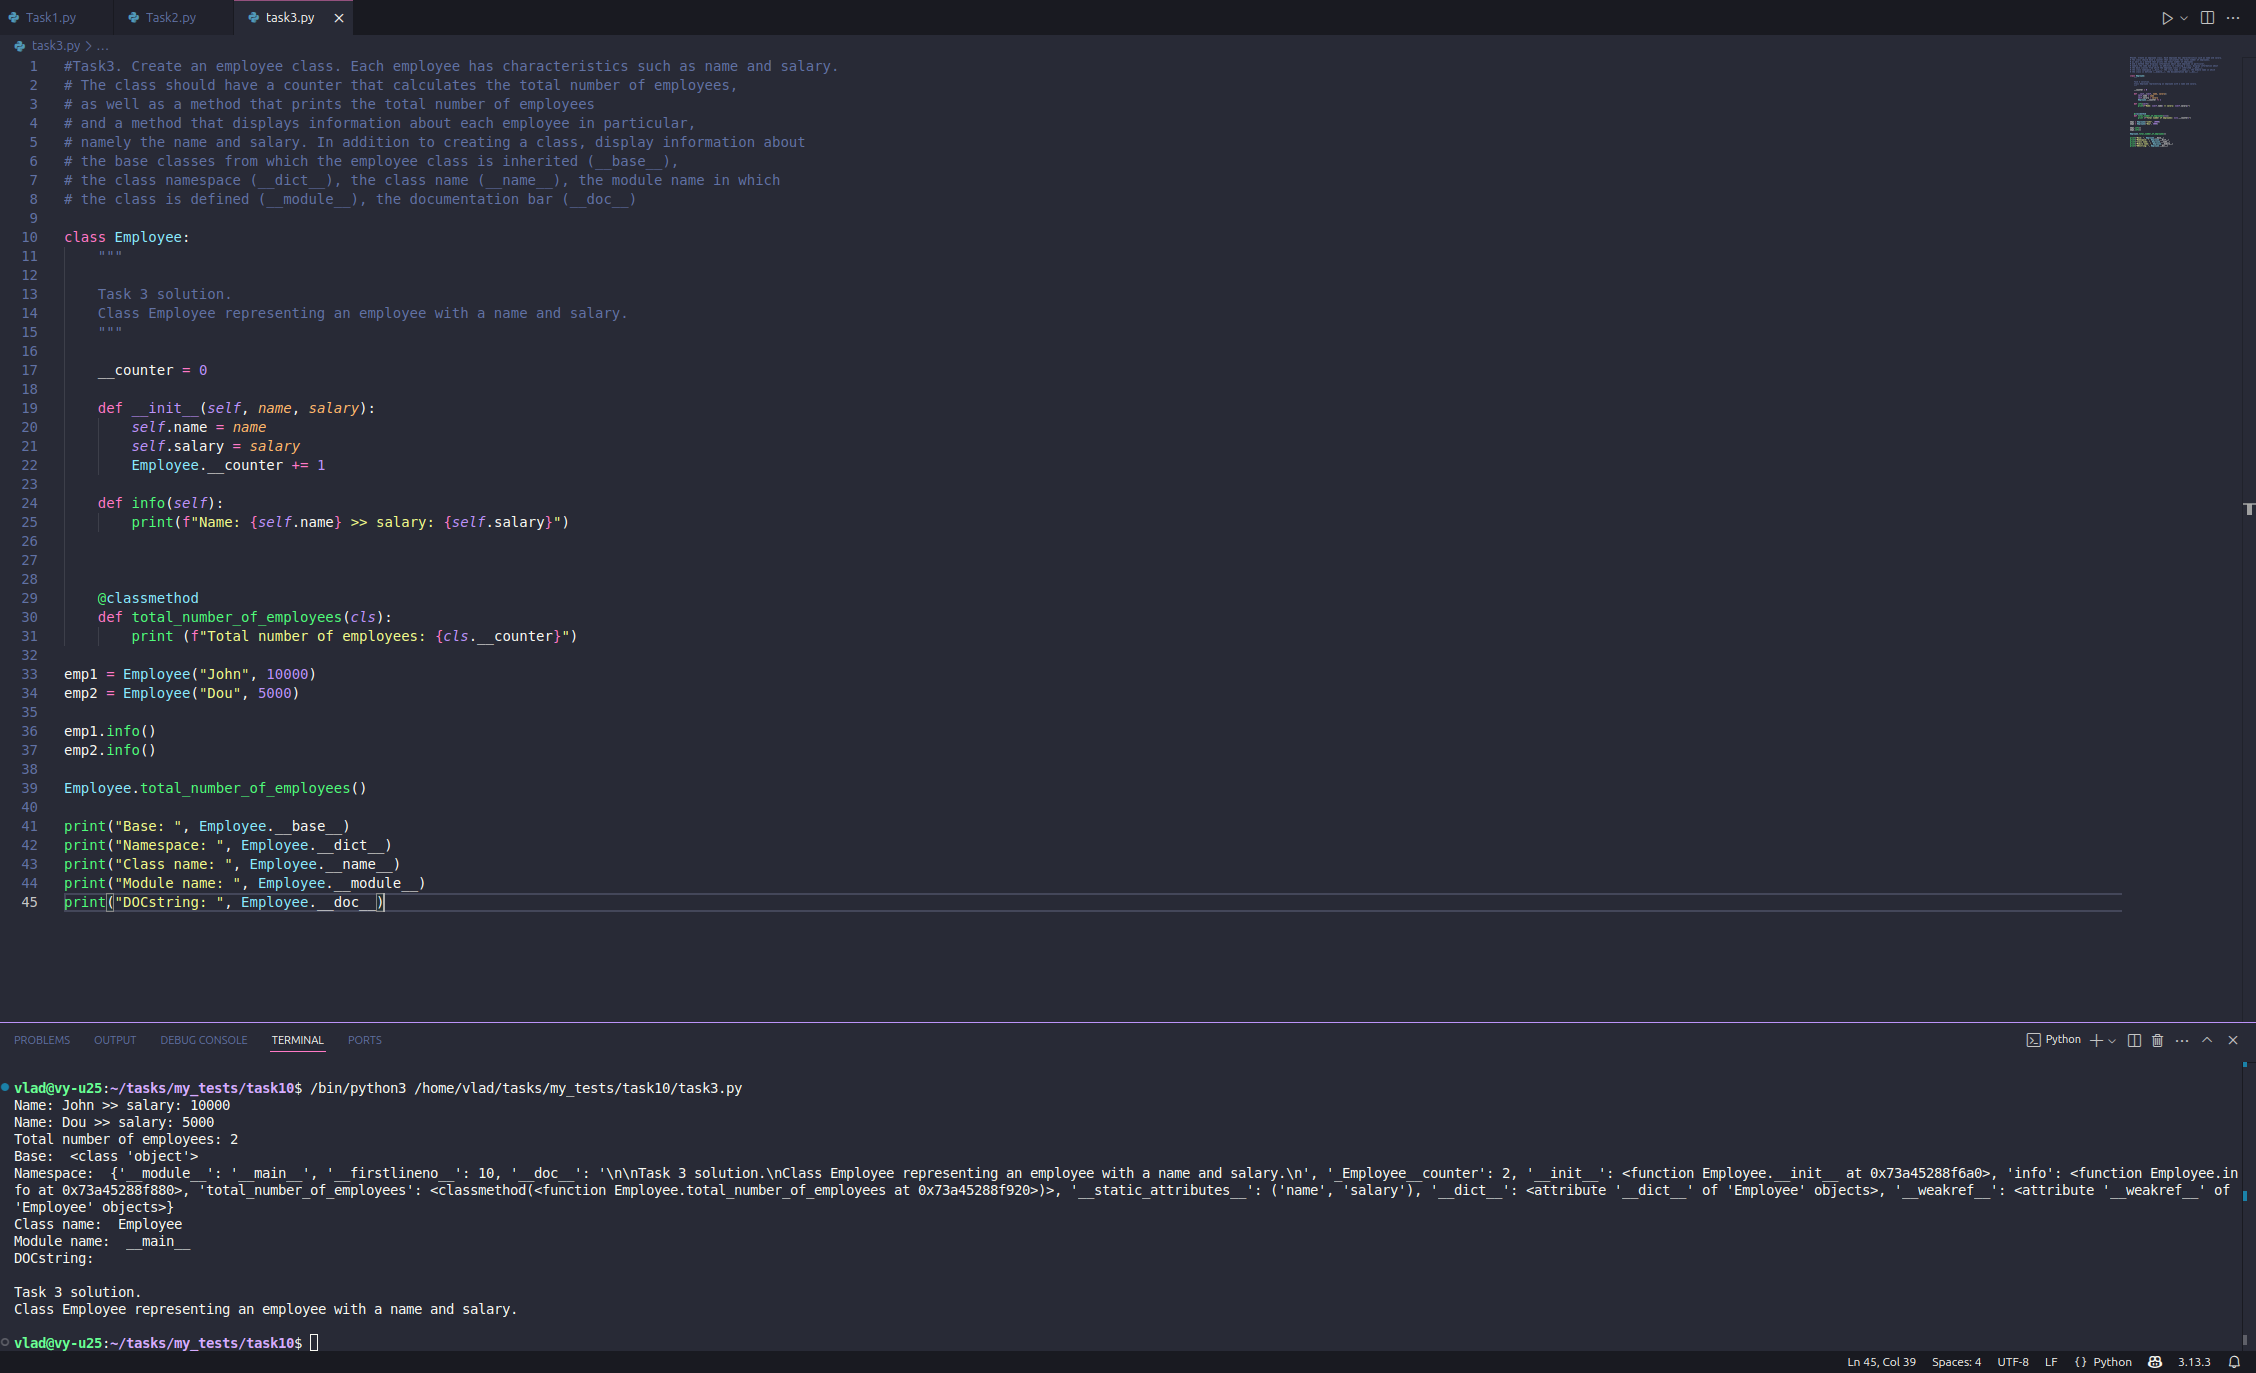 Task1.py Task2.py task3.py
task3.py > ...
1 #Task3. Create an employee class. Each employee has characteristics such as name and salary.
2 # The class should have a counter that calculates the total number of employees,
3 # as well as a method that prints the total number of employees
4 # and a method that displays information about each employee in particular,
5 # namely the name and salary. In addition to creating a class, display information about
6 # the base classes from which the employee class is inherited (__base__),
7 # the class namespace (__dict__), the class name (__name__), the module name in which
8 # the class is defined (__module__), the documentation bar (__doc__)
9
10 class Employee:
11     """
12
13     Task 3 solution.
14     Class Employee representing an employee with a name and salary.
15     """
16
17     __counter = 0
18
19     def __init__(self, name, salary):
20         self.name = name
21         self.salary = salary
22         Employee.__counter += 1
23
24     def info(self):
25         print(f"Name: {self.name} >> salary: {self.salary}")
26
27
28
29     @classmethod
30     def total_number_of_employees(cls):
31         print (f"Total number of employees: {cls.__counter}")
32
33 emp1 = Employee("John", 10000)
34 emp2 = Employee("Dou", 5000)
35
36 emp1.info()
37 emp2.info()
38
39 Employee.total_number_of_employees()
40
41 print("Base: ", Employee.__base__)
42 print("Namespace: ", Employee.__dict__)
43 print("Class name: ", Employee.__name__)
44 print("Module name: ", Employee.__module__)
45 print("DOCstring: ", Employee.__doc__)
PROBLEMS OUTPUT DEBUG CONSOLE TERMINAL PORTS Python
vlad@vy-u25:~/tasks/my_tests/task10$ /bin/python3 /home/vlad/tasks/my_tests/task10/task3.py
Name: John >> salary: 10000
Name: Dou >> salary: 5000
Total number of employees: 2
Base:  <class 'object'>
Namespace:  {'__module__': '__main__', '__firstlineno__': 10, '__doc__': '\n\nTask 3 solution.\nClass Employee representing an employee with a name and salary.\n', '_Employee__counter': 2, '__init__': <function Employee.__init__ at 0x73a45288f6a0>, 'info': <function Employee.in
fo at 0x73a45288f880>, 'total_number_of_employees': <classmethod(<function Employee.total_number_of_employees at 0x73a45288f920>)>, '__static_attributes__': ('name', 'salary'), '__dict__': <attribute '__dict__' of 'Employee' objects>, '__weakref__': <attribute '__weakref__' of
'Employee' objects>}
Class name:  Employee
Module name:  __main__
DOCstring:
Task 3 solution.
Class Employee representing an employee with a name and salary.
vlad@vy-u25:~/tasks/my_tests/task10$
Ln 45, Col 39 Spaces: 4 UTF-8 LF {} Python 3.13.3